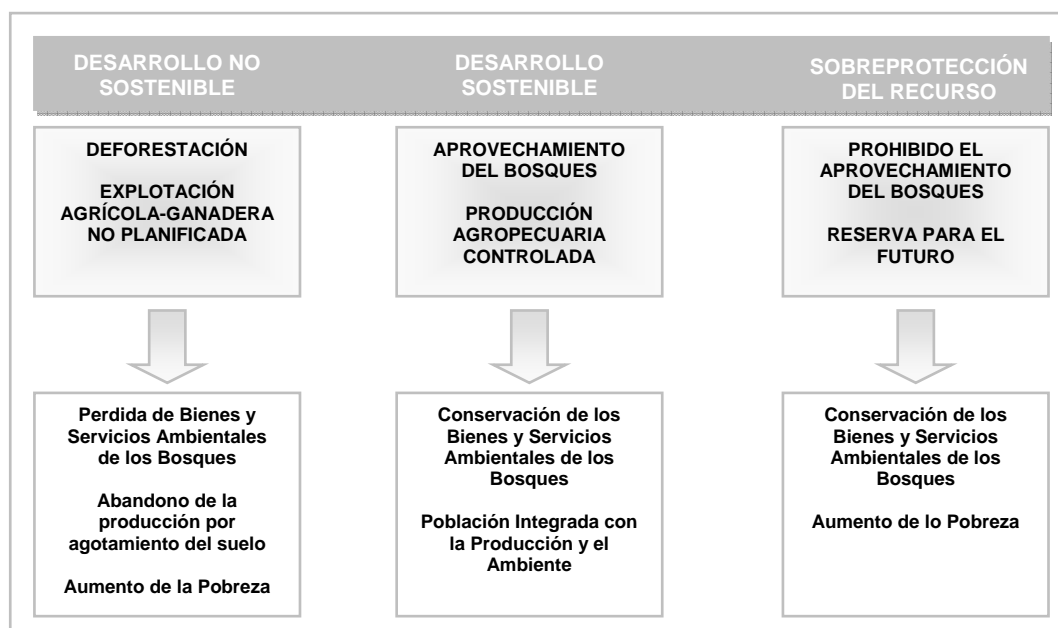 DESARROLLO NO
SOSTENIBLE
DESARROLLO
SOSTENIBLE
SOBREPROTECCIÓN
DEL RECURSO
DEFORESTACIÓN
EXPLOTACIÓN
AGRÍCOLA-GANADERA
NO PLANIFICADA
APROVECHAMIENTO
DEL BOSQUES
PRODUCCIÓN
AGROPECUARIA
CONTROLADA
PROHIBIDO EL
APROVECHAMIENTO
DEL BOSQUES
RESERVA PARA EL
FUTURO
Perdida de Bienes y
Servicios Ambientales
de los Bosques
Abandono de la
producción por
agotamiento del suelo
Aumento de la Pobreza
Conservación de los
Bienes y Servicios
Ambientales de los
Bosques
Población Integrada con
la Producción y el
Ambiente
Conservación de los
Bienes y Servicios
Ambientales de los
Bosques
Aumento de lo Pobreza